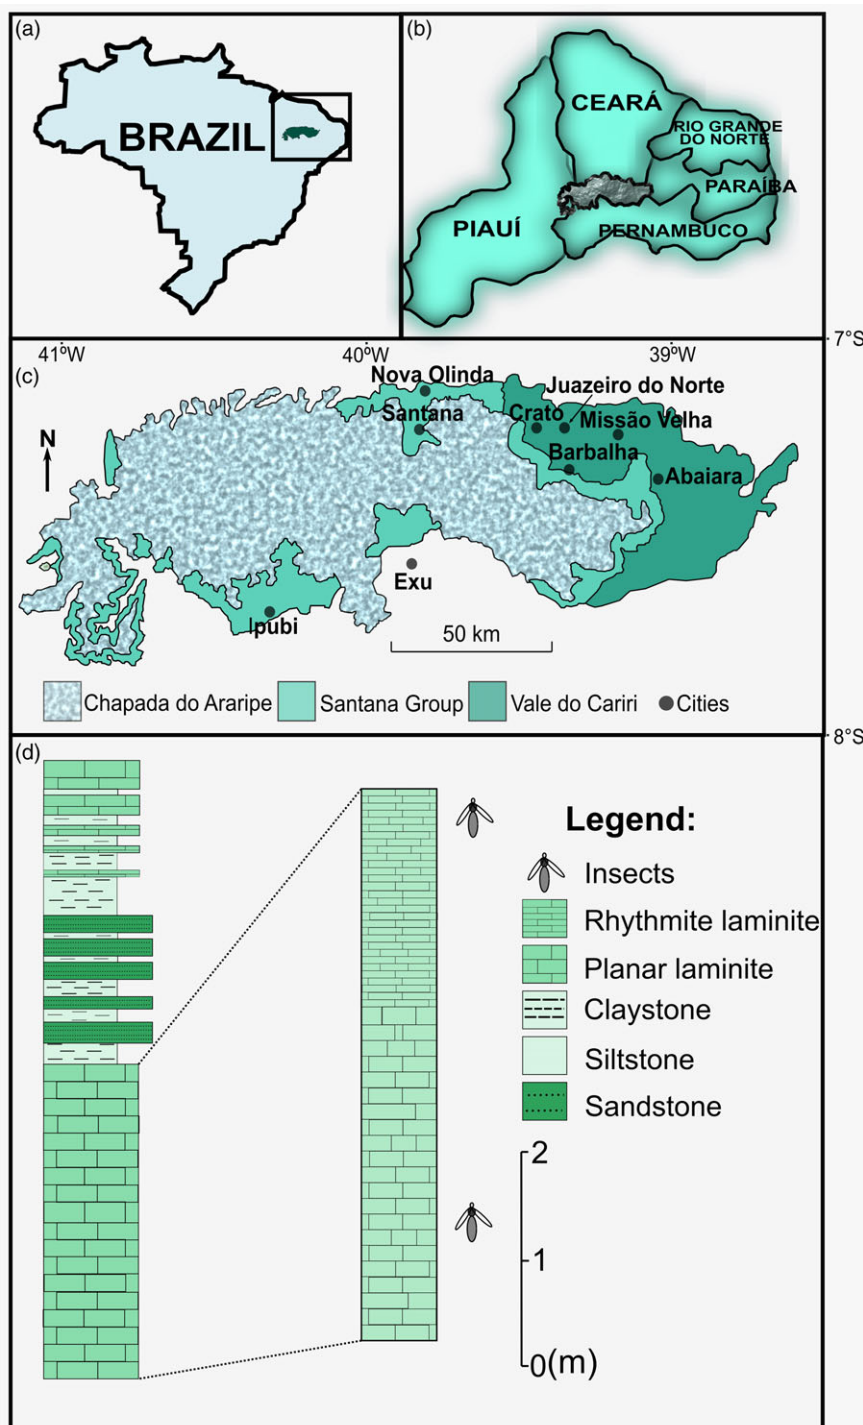 (a)
BRAZIL
(b)
CEARÁ
RIO GRANDE
DO NORTE
PARAÍBA
PIAUÍ
PERNAMBUCO
7°S
41°W
40°W
39°W
(c)
Nova Olinda
Juazeiro do Norte
Santana
Crato
Missão Velha
Barbalha
N
Abaiara
Exu
Ipubi
50 km
Chapada do Araripe
Santana Group
Vale do Cariri
Cities
8°S
(d)
Legend:
Insects
Rhythmite laminite
Planar laminite
Claystone
Siltstone
Sandstone
2
1
0(m)